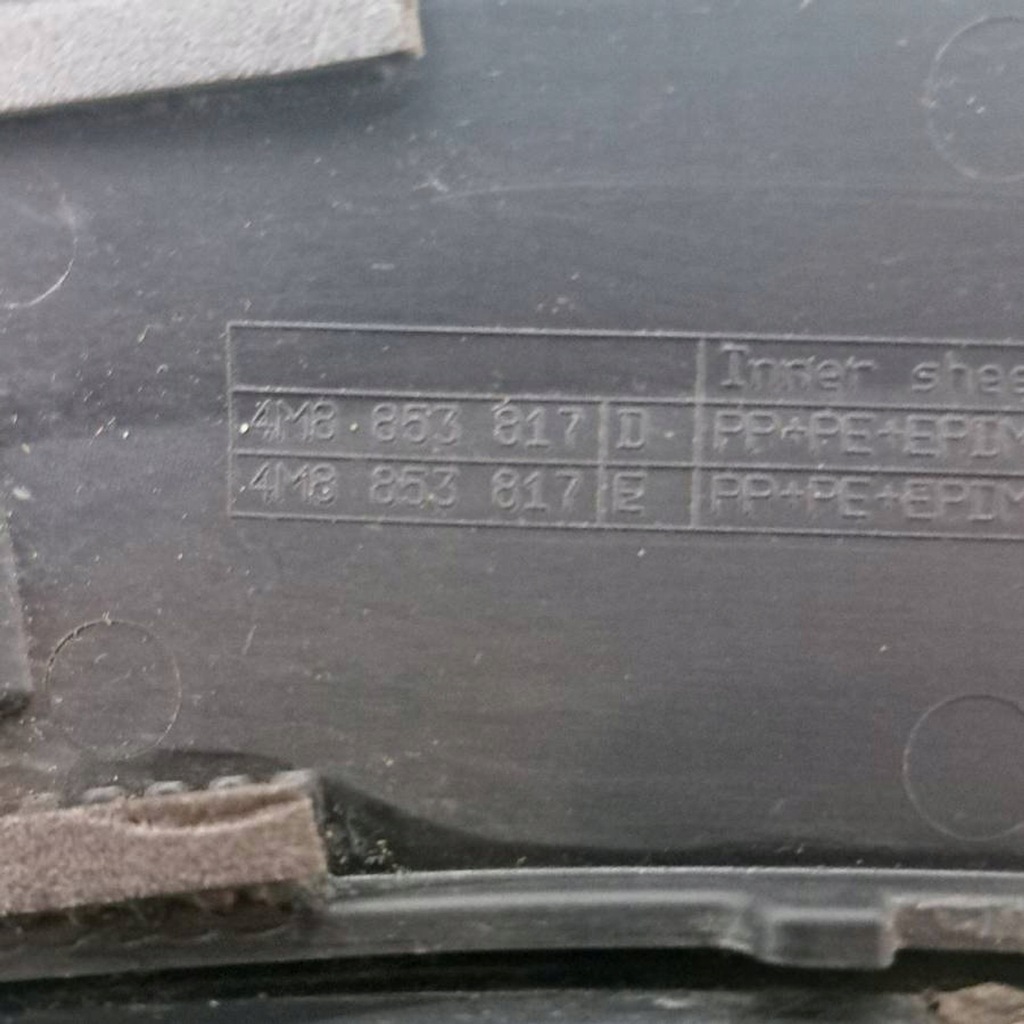 Inner shee
4M8 853 817 D PP+PE+EPDM
4M8 853 817 E PP+PE+EPDM